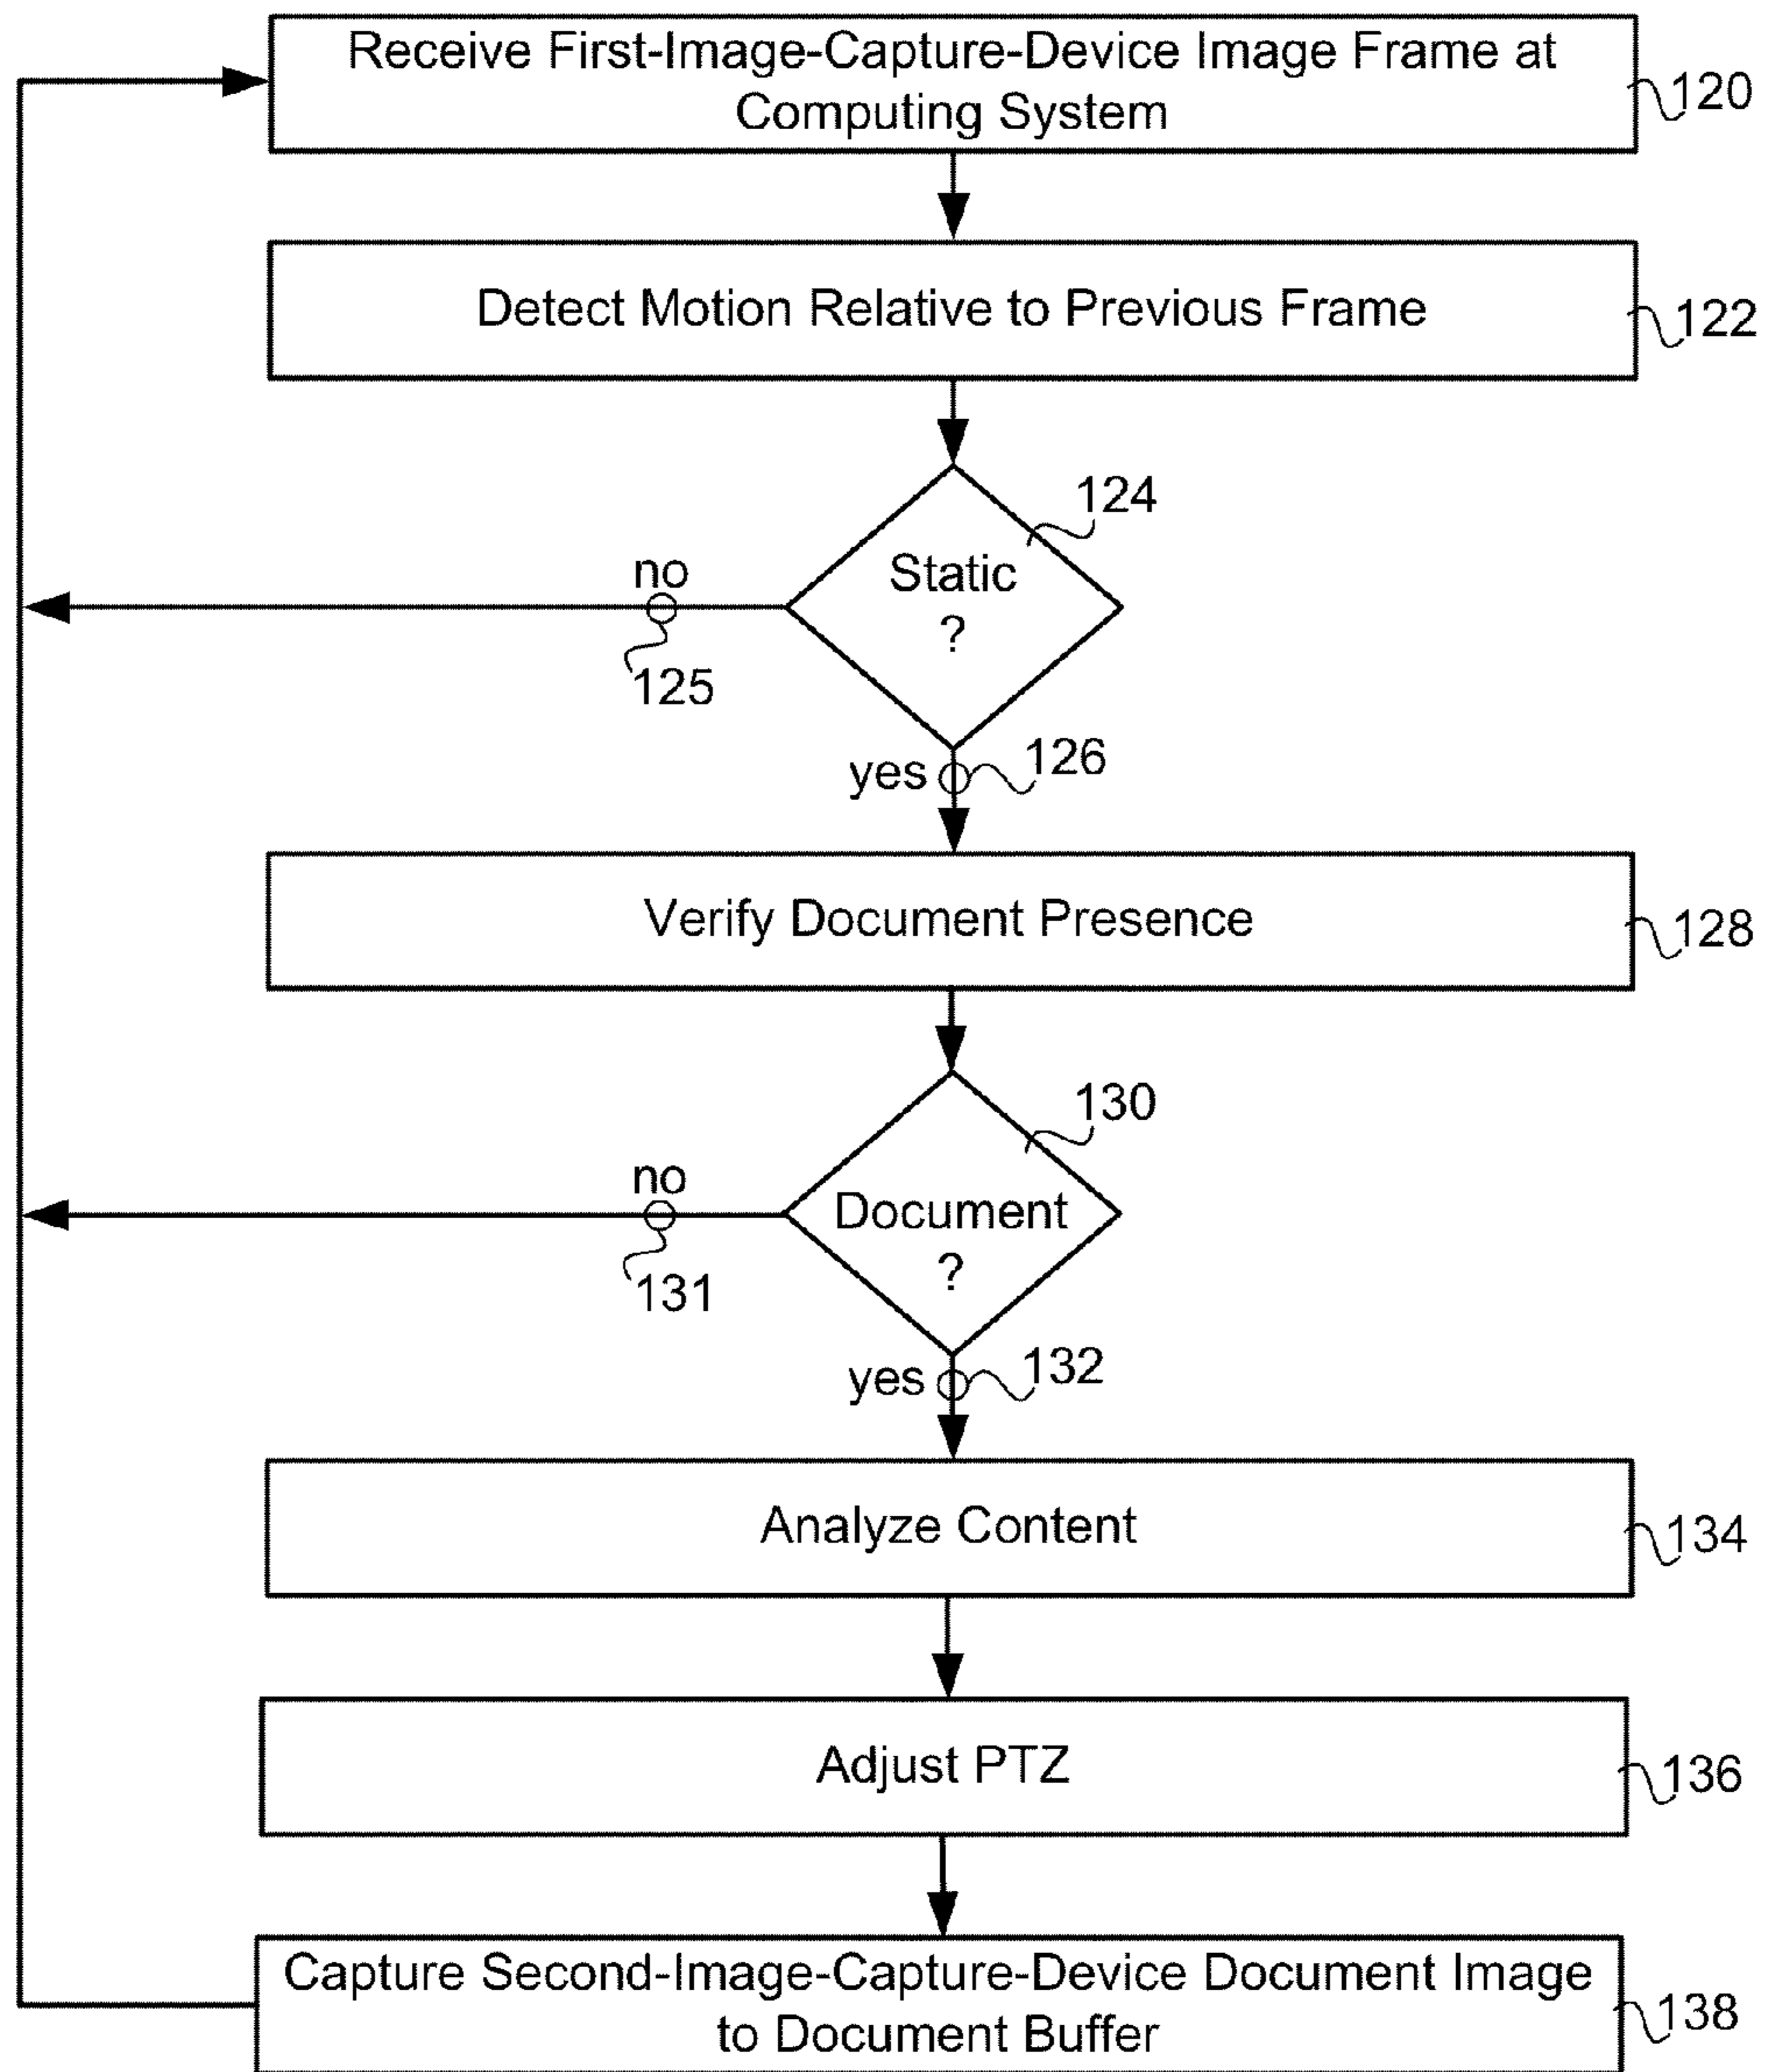 Receive First-Image-Capture-Device Image Frame at
Computing System
120
Detect Motion Relative to Previous Frame
122
124
Static
?
no
125
yes
126
Verify Document Presence
128
130
Document
?
no
131
yes
132
Analyze Content
134
Adjust PTZ
136
Capture Second-Image-Capture-Device Document Image
to Document Buffer
138